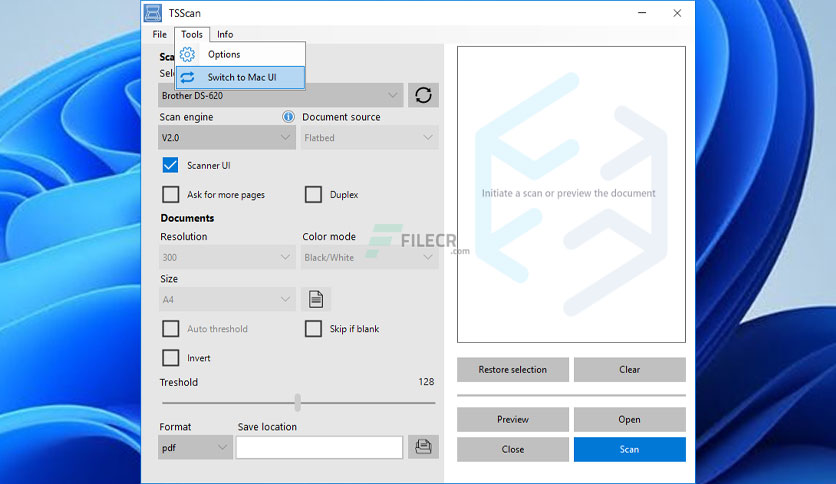 TSScan
File Tools Info
Options
Switch to Mac UI
Brother DS-620
Scan engine Document source
V2.0 Flatbed
Scanner UI
Ask for more pages Duplex
Documents
Resolution Color mode
300 Black/White
FILECR
.com
Size
A4
Auto threshold Skip if blank
Invert
Treshold 128
Format Save location
pdf
Initiate a scan or preview the document
Restore selection Clear
Preview Open
Close Scan